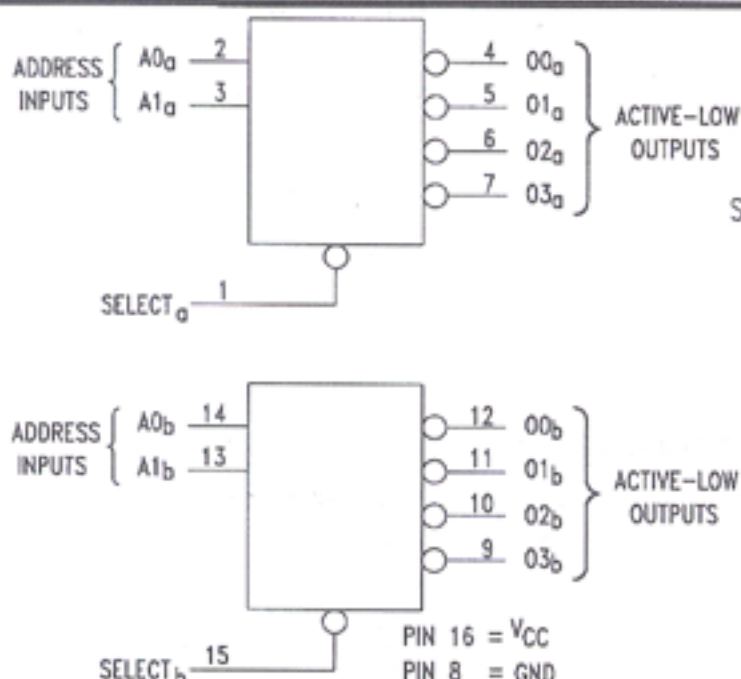 ADDRESS INPUTS
A0a 2
A1a 3
4 O0a
5 O1a
6 O2a
7 O3a
ACTIVE-LOW OUTPUTS
S
SELECTa 1
ADDRESS INPUTS
A0b 14
A1b 13
12 O0b
11 O1b
10 O2b
9 O3b
ACTIVE-LOW OUTPUTS
SELECTb 15
PIN 16 = VCC
PIN 8 = GND